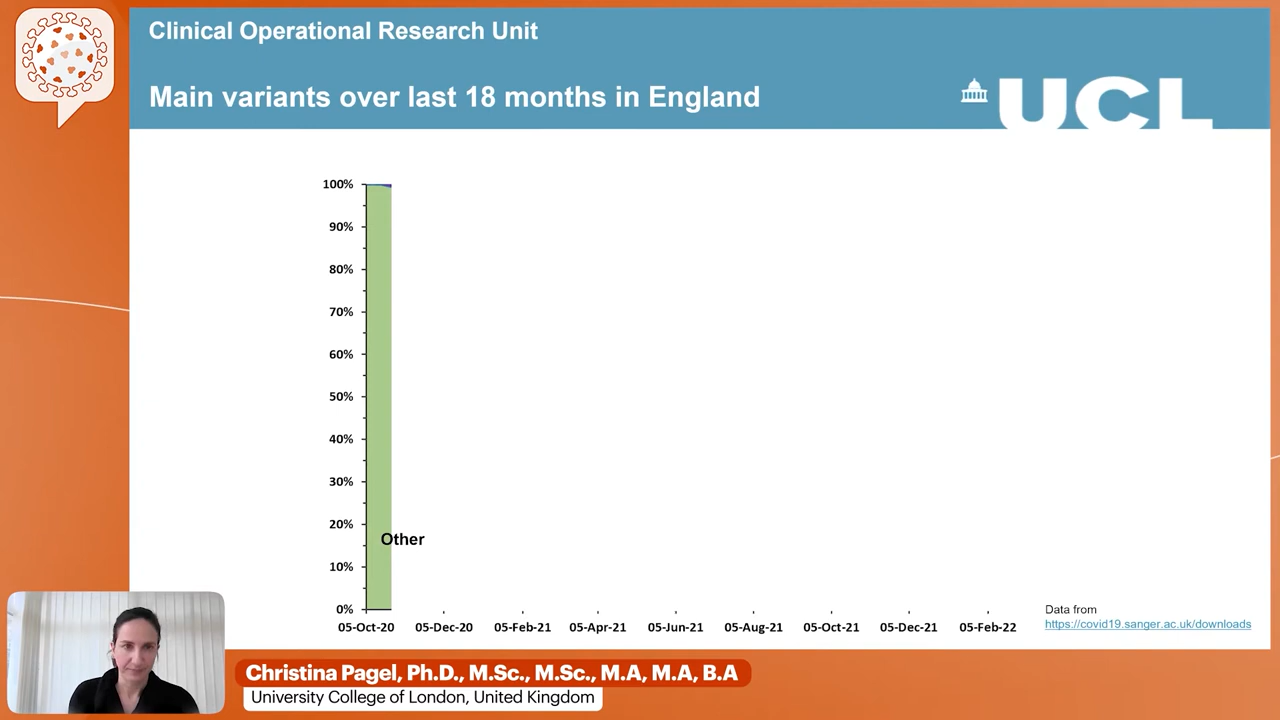 Clinical Operational Research Unit
Main variants over last 18 months in England
UCL
100%
90%
80%
70%
60%
50%
40%
30%
20%
10%
0%
Other
05-Oct-20 05-Dec-20 05-Feb-21 05-Apr-21 05-Jun-21 05-Aug-21 05-Oct-21 05-Dec-21 05-Feb-22
Data from
https://covid19.sanger.ac.uk/downloads
Christina Pagel, Ph.D., M.Sc., M.Sc., M.A, M.A, B.A
University College of London, United Kingdom